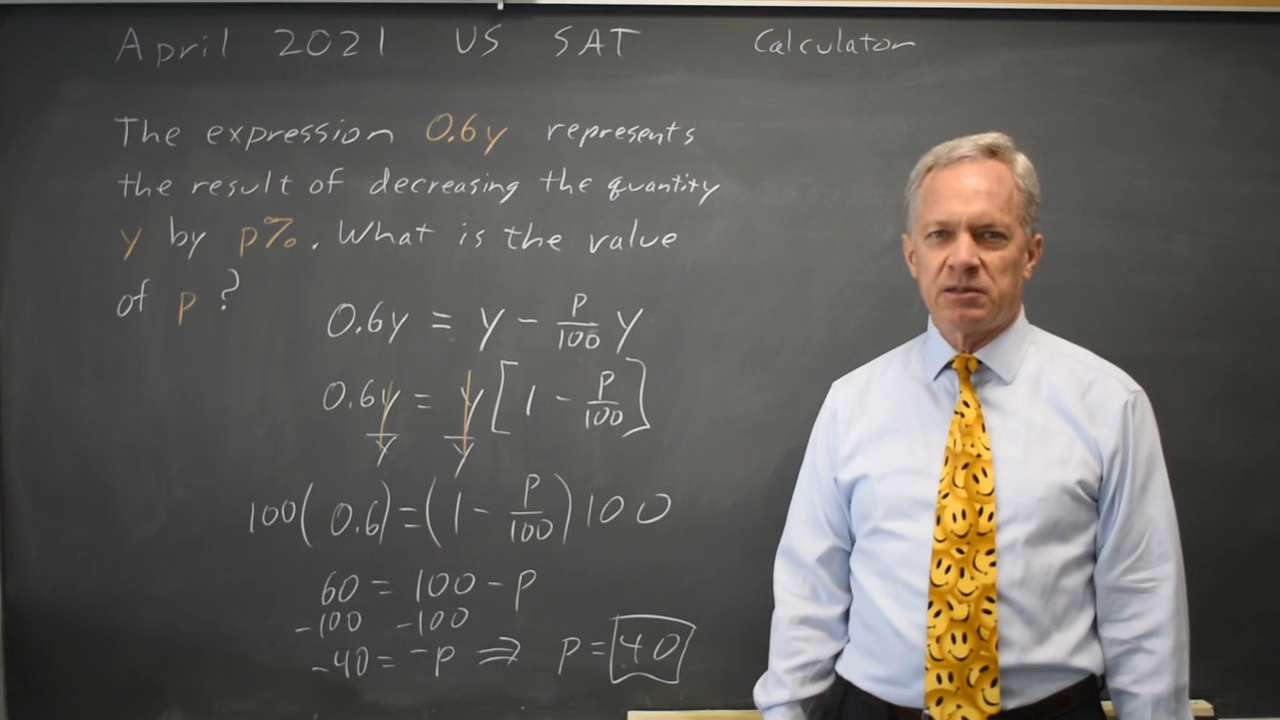 April 2021 US SAT Calculator
The expression 0.6y represents
the result of decreasing the quantity
y by p%. What is the value
of p?
0.6y = y - p/100 y
0.6y = y[1 - p/100]
y y
100(0.6) = (1 - p/100)100
60 = 100 - p
-100 -100
-40 = -p ⇒ p = 40